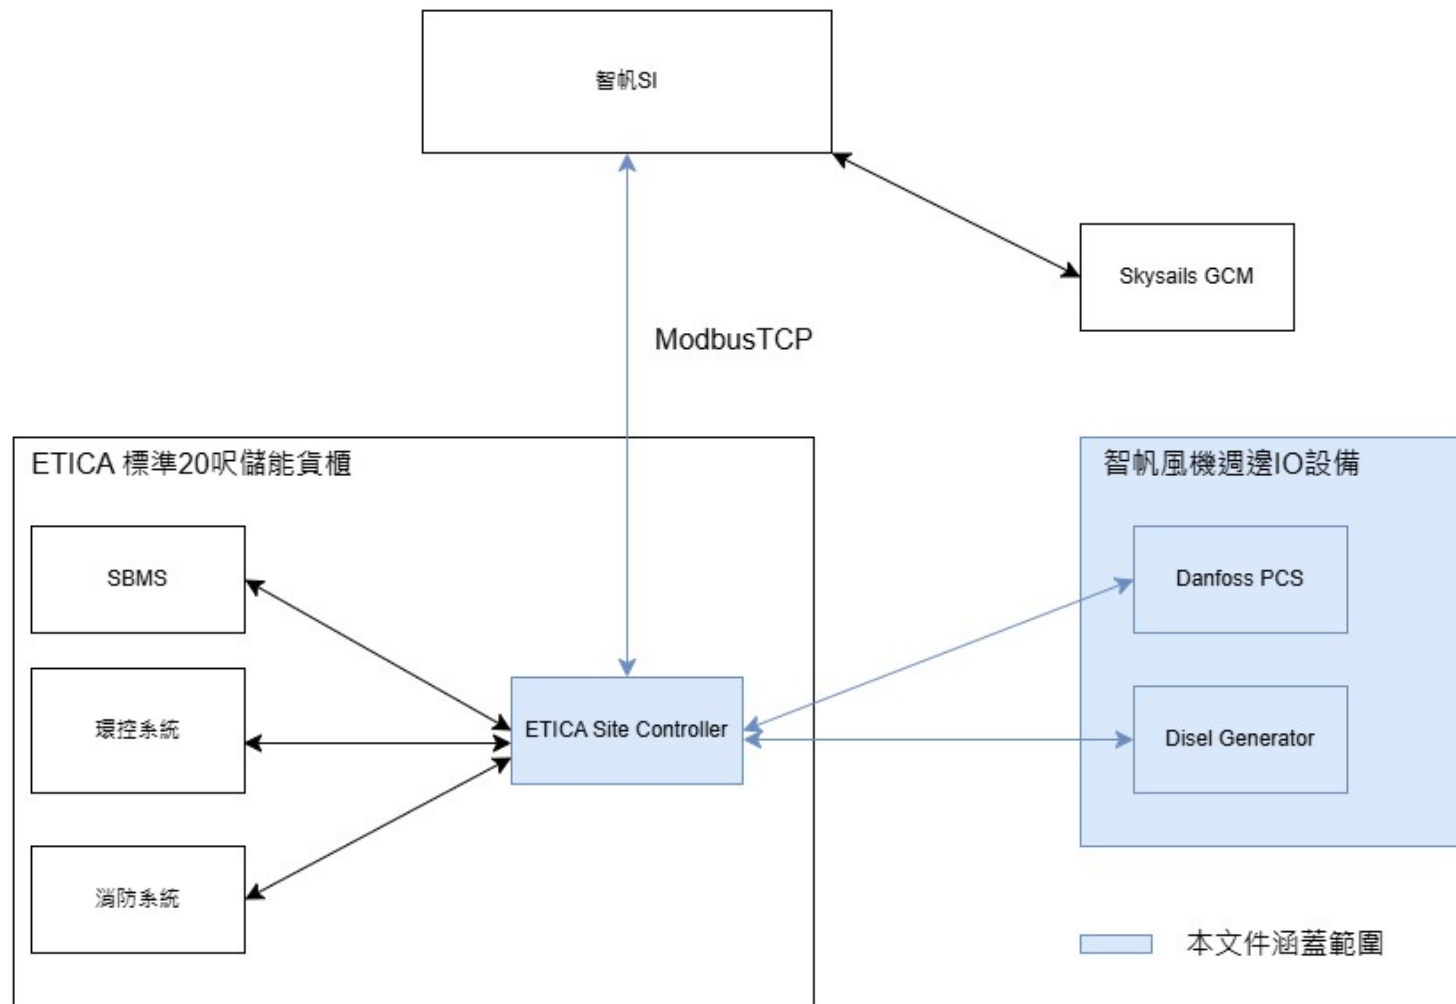 智帆SI
Skysails GCM
ModbusTCP
ETICA 標準20呎儲能貨櫃
智帆風機週邊IO設備
SBMS
Danfoss PCS
環控系統
ETICA Site Controller
Disel Generator
消防系統
本文件涵蓋範圍